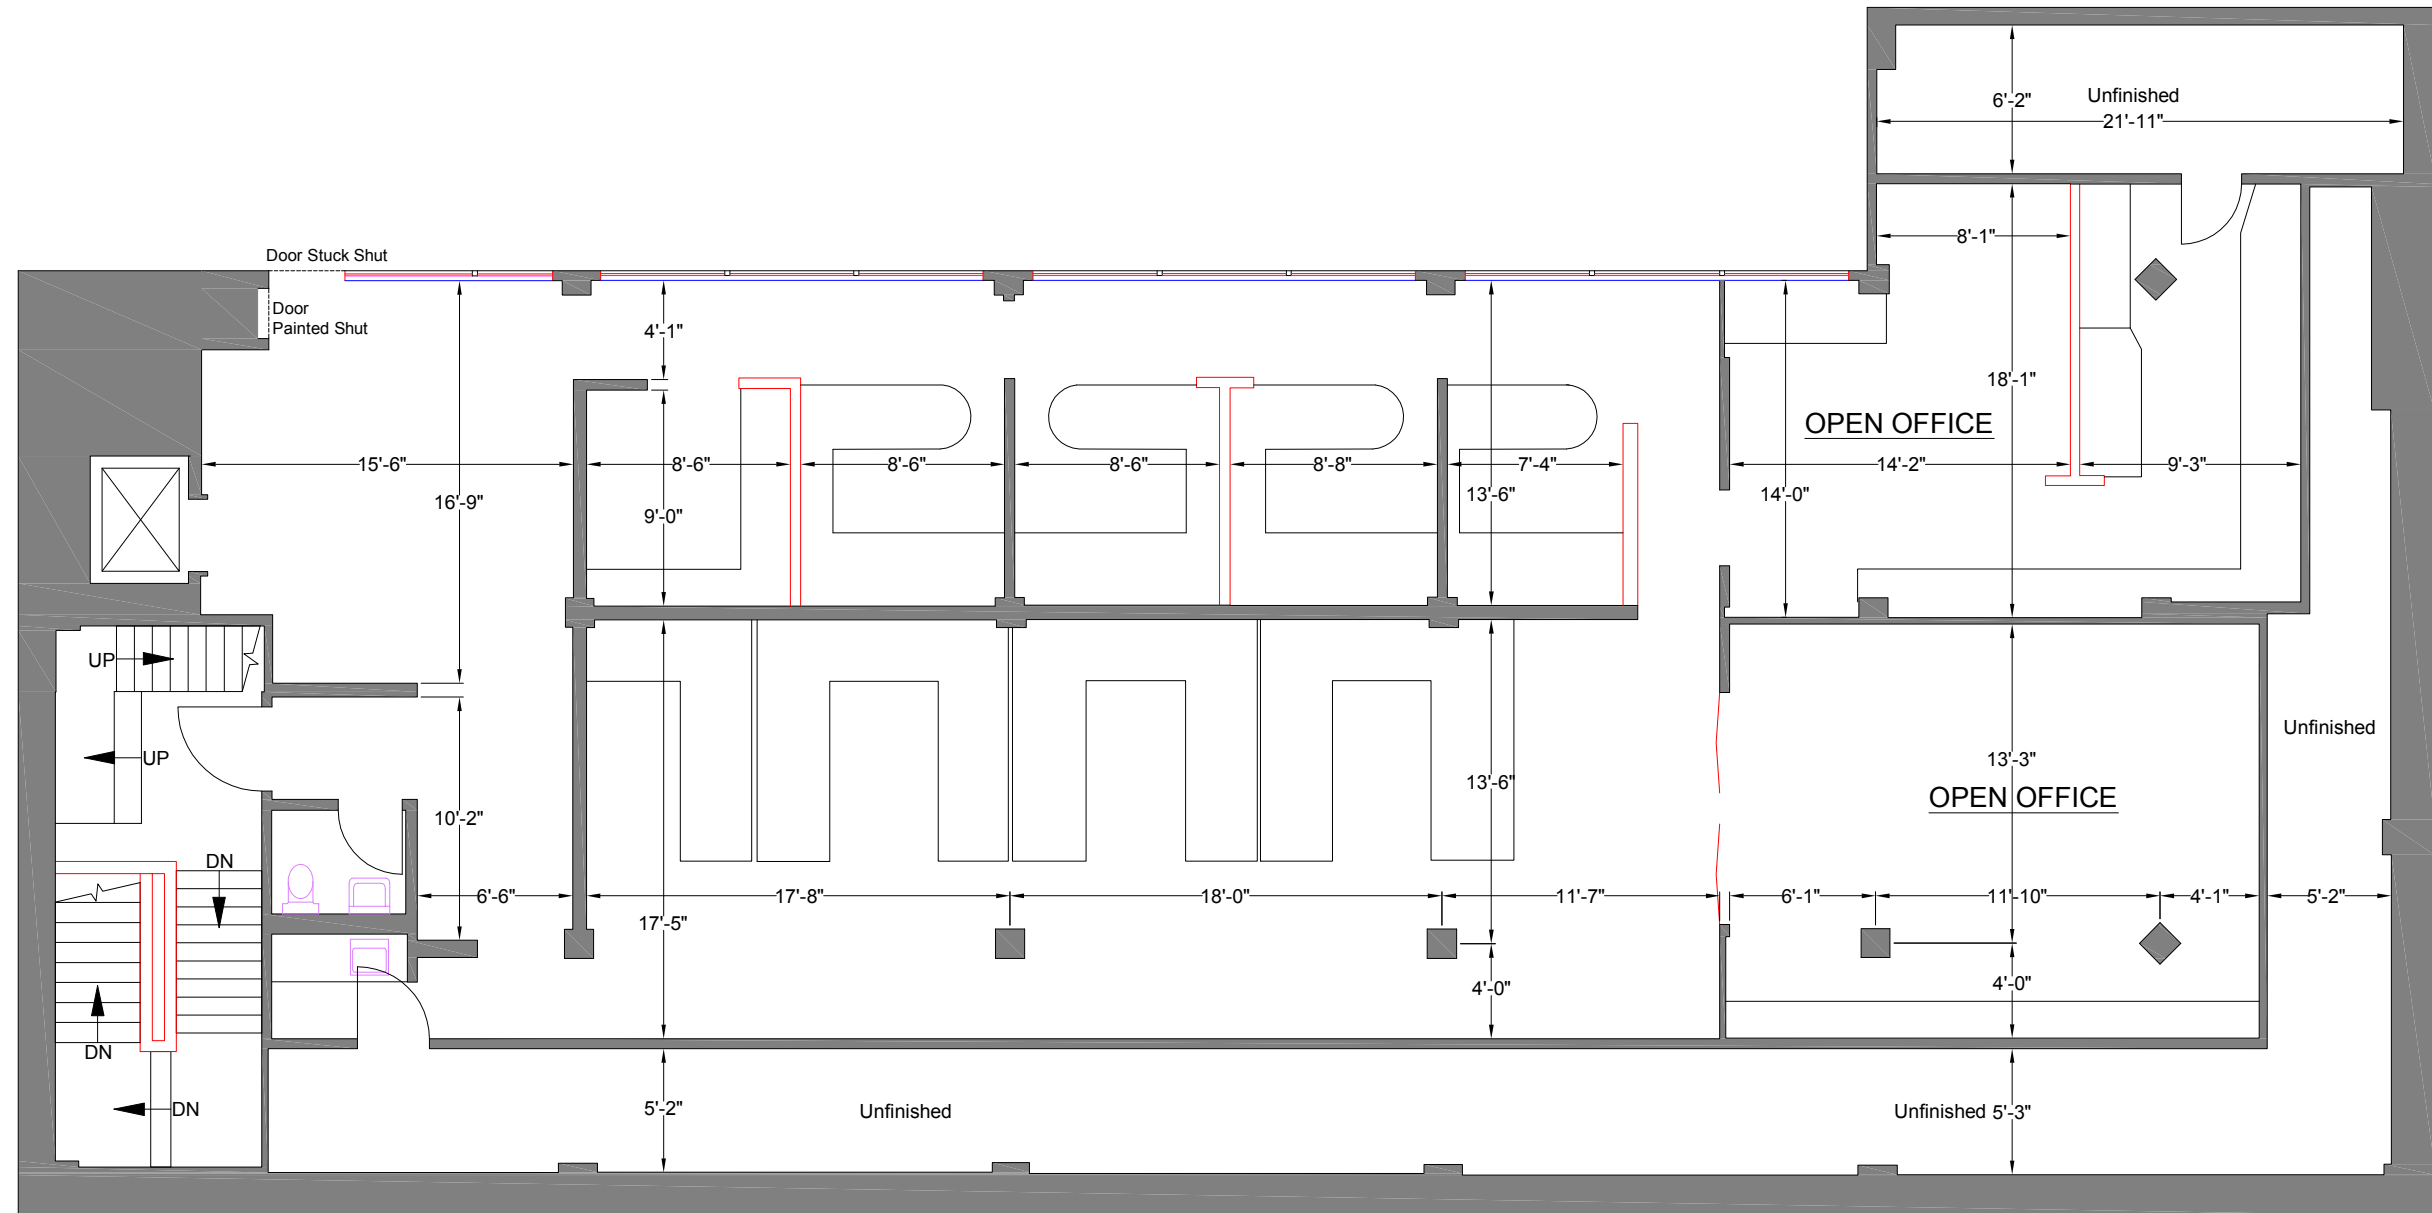 Unfinished
6'-2"
21'-11"
8'-1"
Door Stuck Shut
Door
Painted Shut
4'-1"
18'-1"
OPEN OFFICE
15'-6"
8'-6"
8'-6"
8'-6"
8'-8"
7'-4"
14'-2"
9'-3"
16'-9"
13'-6"
14'-0"
9'-0"
UP
UP
Unfinished
13'-3"
13'-6"
OPEN OFFICE
10'-2"
DN
6'-6"
17'-8"
18'-0"
11'-7"
6'-1"
11'-10"
4'-1"
5'-2"
17'-5"
4'-0"
4'-0"
DN
DN
5'-2"
Unfinished
Unfinished 5'-3"